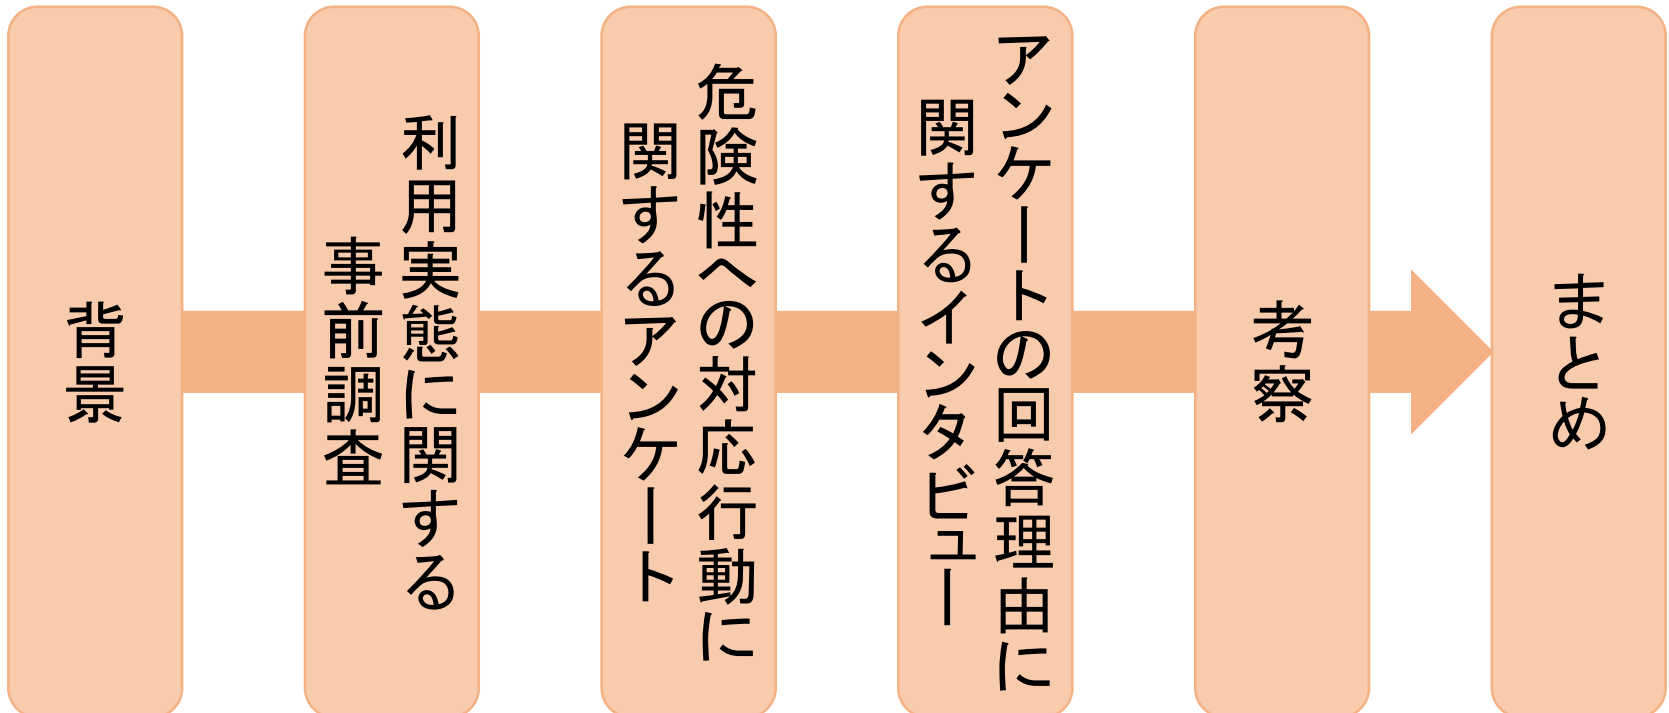 背景
利用実態に関する
事前調査
危険性への対応行動に
関するアンケート
アンケートの回答理由に
関するインタビュー
考察
まとめ